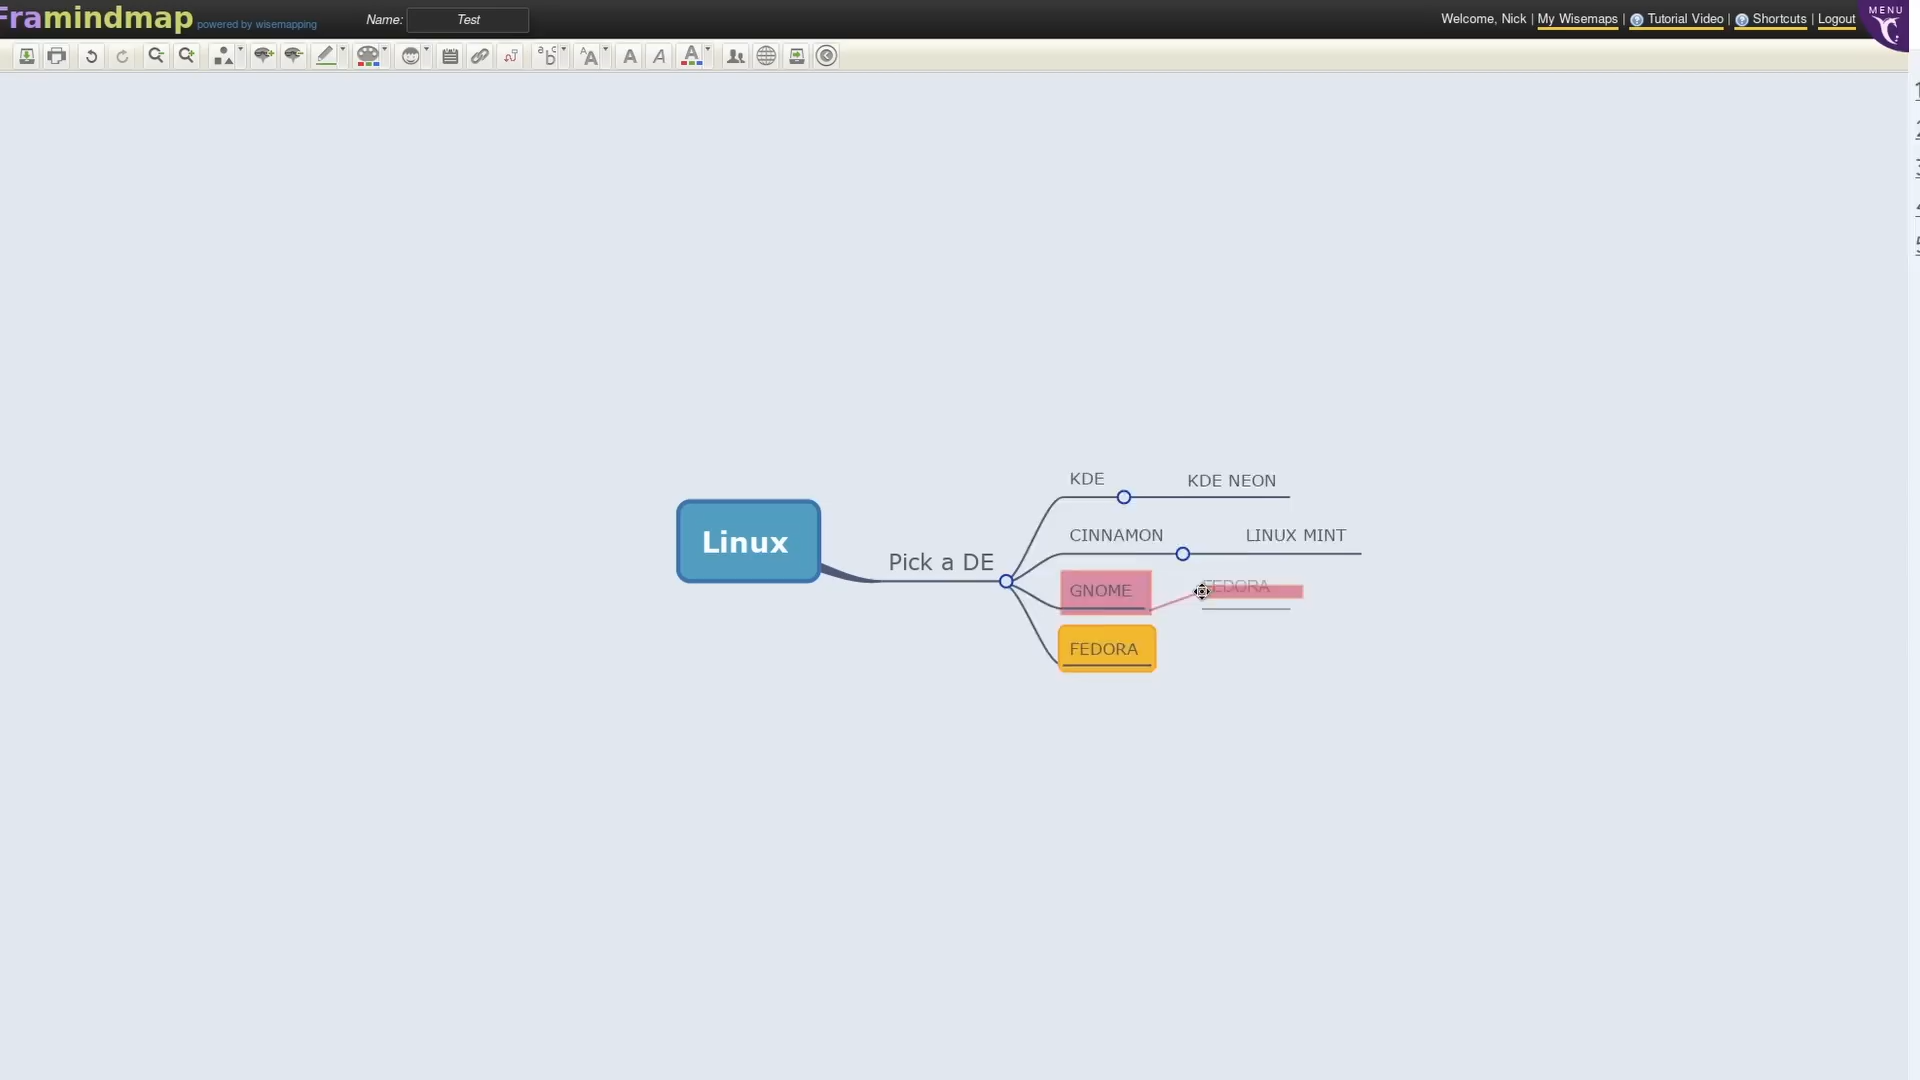 Framindmap powered by wisemapping
Name: Test
Welcome, Nick | My Wisemaps | Tutorial Video | Shortcuts | Logout
MENU
KDE
KDE NEON
CINNAMON
LINUX MINT
Linux
Pick a DE
GNOME
FEDORA
FEDORA